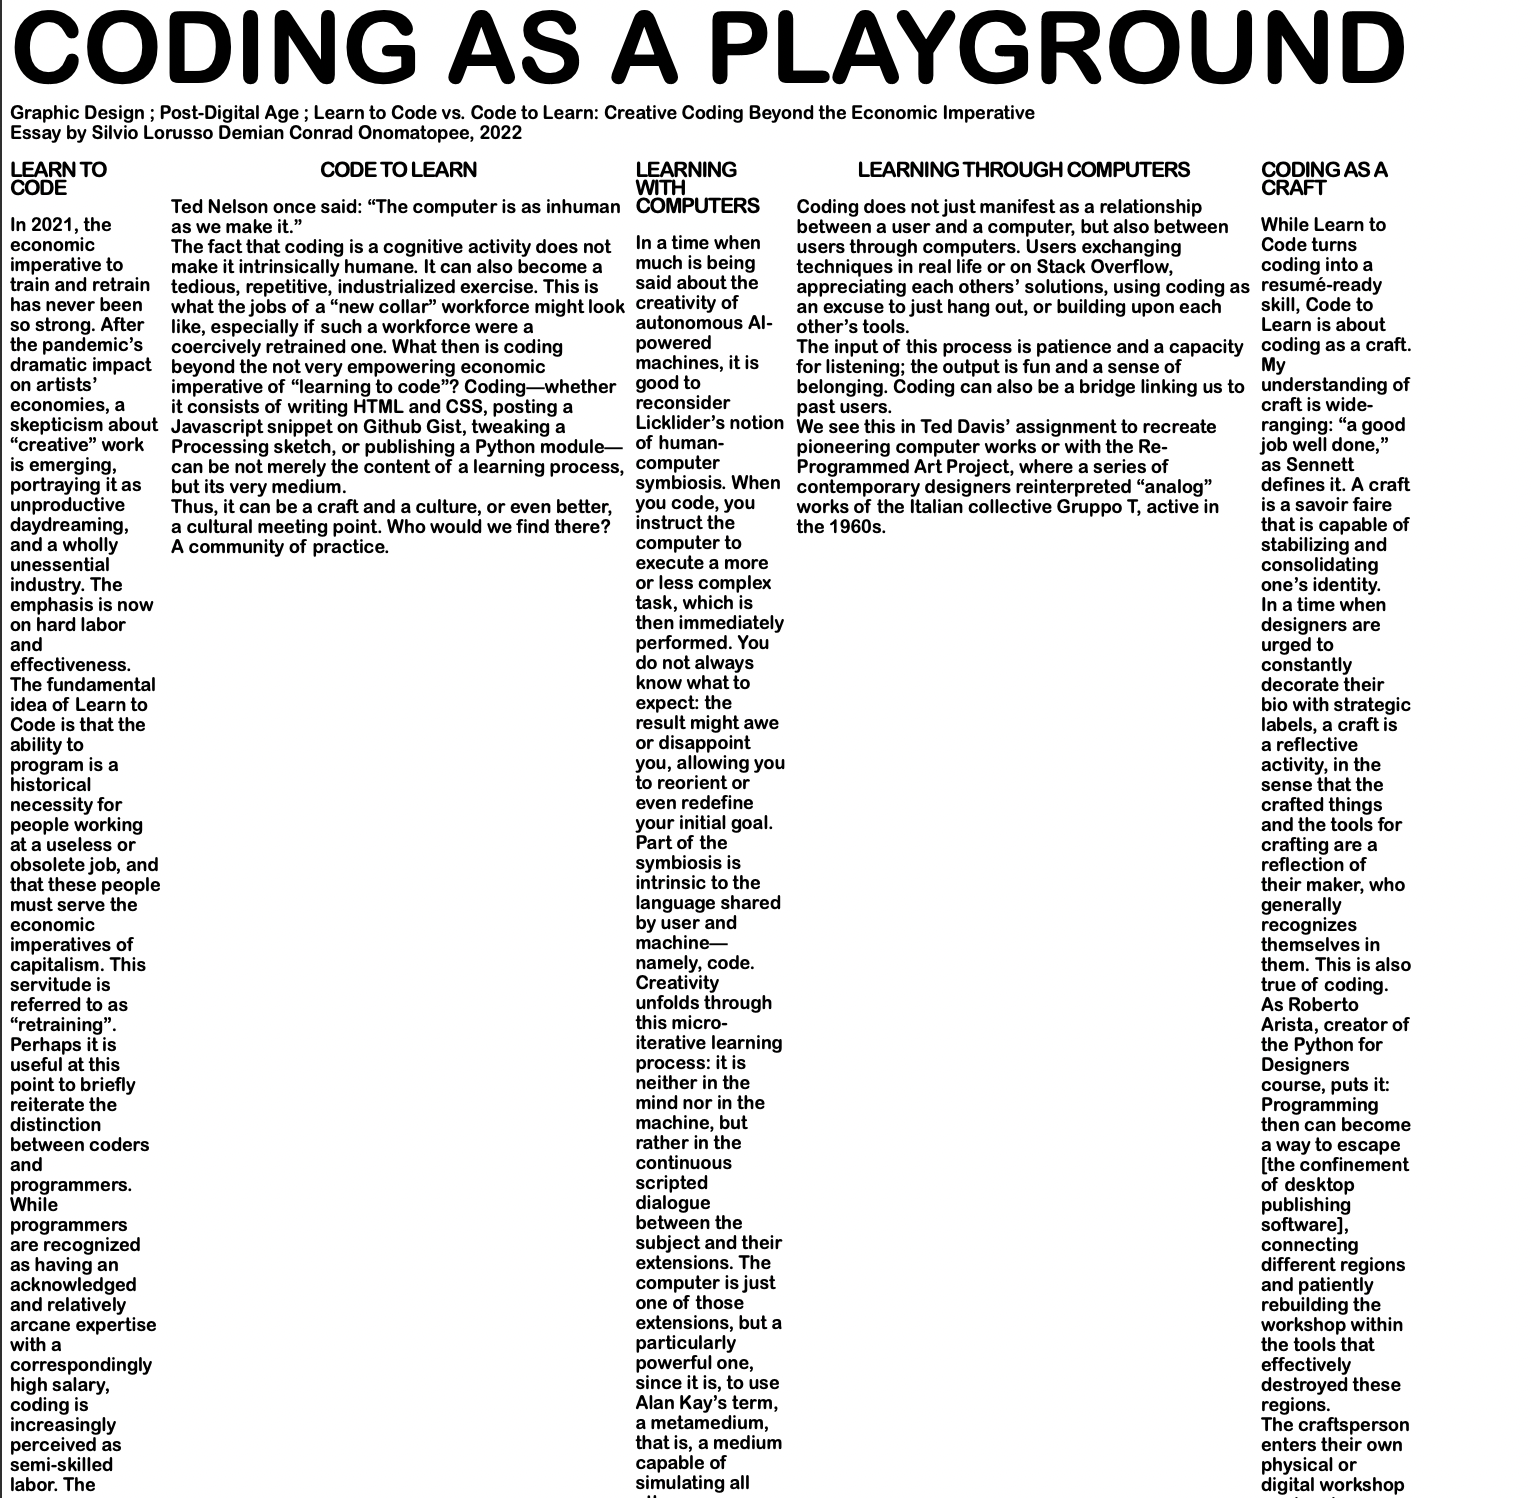 CODING AS A PLAYGROUND
Graphic Design ; Post-Digital Age ; Learn to Code vs. Code to Learn: Creative Coding Beyond the Economic Imperative
Essay by Silvio Lorusso Demian Conrad Onomatopee, 2022
LEARN TO
CODE
In 2021, the
economic
imperative to
train and retrain
has never been
so strong. After
the pandemic’s
dramatic impact
on artists’
economies, a
skepticism about
“creative” work
is emerging,
portraying it as
unproductive
daydreaming,
and a wholly
unessential
industry. The
emphasis is now
on hard labor
and
effectiveness.
The fundamental
idea of Learn to
Code is that the
ability to
program is a
historical
necessity for
people working
at a useless or
obsolete job, and
that these people
must serve the
economic
imperatives of
capitalism. This
servitude is
referred to as
“retraining”.
Perhaps it is
useful at this
point to briefly
reiterate the
distinction
between coders
and
programmers.
While
programmers
are recognized
as having an
acknowledged
and relatively
arcane expertise
with a
correspondingly
high salary,
coding is
increasingly
perceived as
semi-skilled
labor. The
CODE TO LEARN
Ted Nelson once said: “The computer is as inhuman
as we make it.”
The fact that coding is a cognitive activity does not
make it intrinsically humane. It can also become a
tedious, repetitive, industrialized exercise. This is
what the jobs of a “new collar” workforce might look
like, especially if such a workforce were a
coercively retrained one. What then is coding
beyond the not very empowering economic
imperative of “learning to code”? Coding—whether
it consists of writing HTML and CSS, posting a
Javascript snippet on Github Gist, tweaking a
Processing sketch, or publishing a Python module—
can be not merely the content of a learning process,
but its very medium.
Thus, it can be a craft and a culture, or even better,
a cultural meeting point. Who would we find there?
A community of practice.
LEARNING
WITH
COMPUTERS
In a time when
much is being
said about the
creativity of
autonomous AI-
powered
machines, it is
good to
reconsider
Licklider’s notion
of human-
computer
symbiosis. When
you code, you
instruct the
computer to
execute a more
or less complex
task, which is
then immediately
performed. You
do not always
know what to
expect: the
result might awe
or disappoint
you, allowing you
to reorient or
even redefine
your initial goal.
Part of the
symbiosis is
intrinsic to the
language shared
by user and
machine—
namely, code.
Creativity
unfolds through
this micro-
iterative learning
process: it is
neither in the
mind nor in the
machine, but
rather in the
continuous
scripted
dialogue
between the
subject and their
extensions. The
computer is just
one of those
extensions, but a
particularly
powerful one,
since it is, to use
Alan Kay’s term,
a metamedium,
that is, a medium
capable of
simulating all
LEARNING THROUGH COMPUTERS
Coding does not just manifest as a relationship
between a user and a computer, but also between
users through computers. Users exchanging
techniques in real life or on Stack Overflow,
appreciating each others’ solutions, using coding as
an excuse to just hang out, or building upon each
other’s tools.
The input of this process is patience and a capacity
for listening; the output is fun and a sense of
belonging. Coding can also be a bridge linking us to
past users.
We see this in Ted Davis’ assignment to recreate
pioneering computer works or with the Re-
Programmed Art Project, where a series of
contemporary designers reinterpreted “analog”
works of the Italian collective Gruppo T, active in
the 1960s.
CODING AS A
CRAFT
While Learn to
Code turns
coding into a
resumé-ready
skill, Code to
Learn is about
coding as a craft.
My
understanding of
craft is wide-
ranging: “a good
job well done,”
as Sennett
defines it. A craft
is a savoir faire
that is capable of
stabilizing and
consolidating
one’s identity.
In a time when
designers are
urged to
constantly
decorate their
bio with strategic
labels, a craft is
a reflective
activity, in the
sense that the
crafted things
and the tools for
crafting are a
reflection of
their maker, who
generally
recognizes
themselves in
them. This is also
true of coding.
As Roberto
Arista, creator of
the Python for
Designers
course, puts it:
Programming
then can become
a way to escape
[the confinement
of desktop
publishing
software],
connecting
different regions
and patiently
rebuilding the
workshop within
the tools that
effectively
destroyed these
regions.
The craftsperson
enters their own
physical or
digital workshop